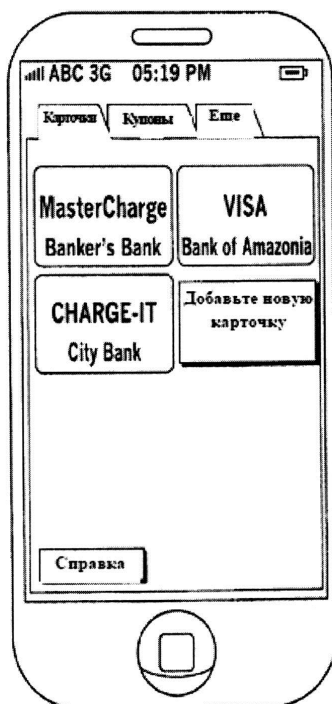 ABC 3G 05:19 PM
Карточки Купоны Еще
MasterCharge
Banker's Bank
VISA
Bank of Amazonia
CHARGE-IT
City Bank
Добавьте новую
карточку
Справка